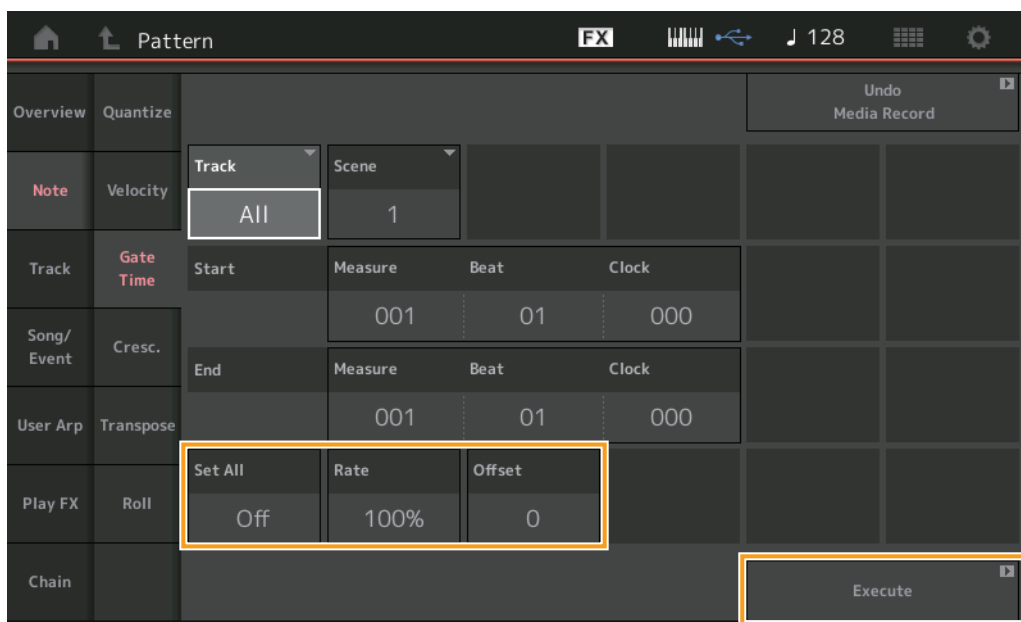 Pattern
FX
128
Overview
Quantize
Undo
Media Record
Note
Velocity
Track
Scene
All
1
Track
Gate
Time
Start
Measure
Beat
Clock
001
01
000
Song/
Event
Cresc.
End
Measure
Beat
Clock
001
01
000
User Arp
Transpose
Set All
Rate
Offset
Off
100%
0
Play FX
Roll
Chain
Execute